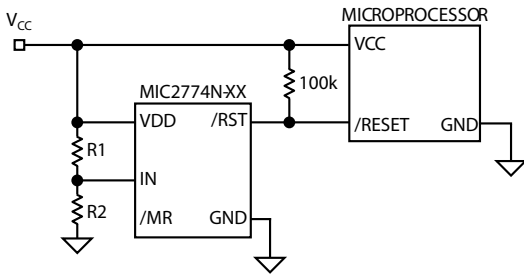 MICROPROCESSOR
VCC
VCC
100k
MIC2774N-XX
VDD
/RST
/RESET
GND
R1
IN
R2
/MR
GND